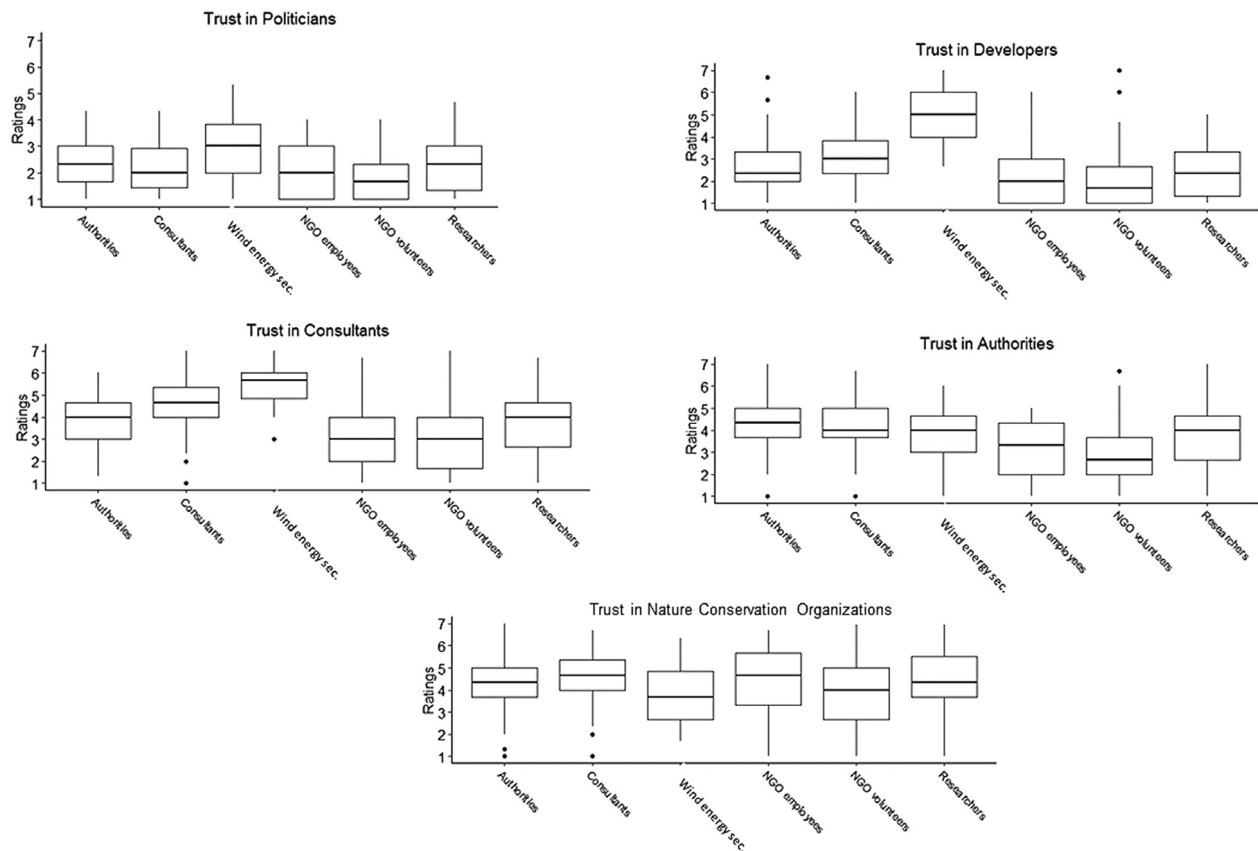 Trust in Politicians
Ratings
7
6
5
4
3
2
1
Authorities
Consultants
Wind energy sec.
NGO employees
NGO volunteers
Researchers
Trust in Developers
Ratings
7
6
5
4
3
2
1
Authorities
Consultants
Wind energy sec.
NGO employees
NGO volunteers
Researchers
Trust in Consultants
Ratings
7
6
5
4
3
2
1
Authorities
Consultants
Wind energy sec.
NGO employees
NGO volunteers
Researchers
Trust in Authorities
Ratings
7
6
5
4
3
2
1
Authorities
Consultants
Wind energy sec.
NGO employees
NGO volunteers
Researchers
Trust in Nature Conservation Organizations
Ratings
7
6
5
4
3
2
1
Authorities
Consultants
Wind energy sec.
NGO employees
NGO volunteers
Researchers